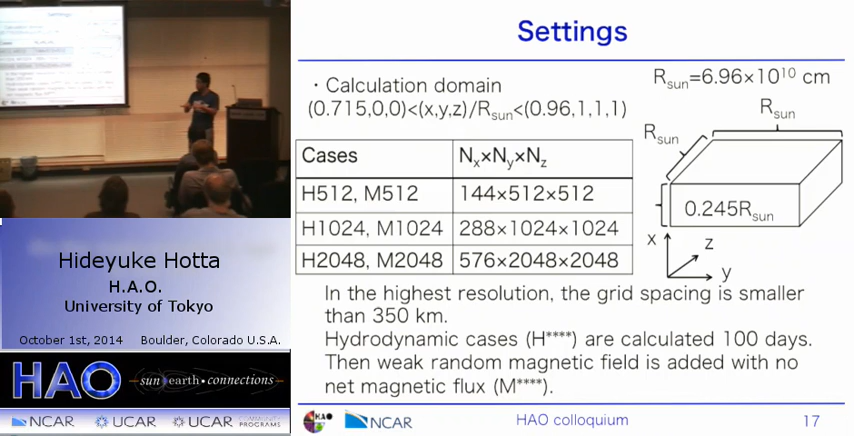 Settings
・Calculation domain
(0.715,0,0)<(x,y,z)/Rsun<(0.96,1,1,1)
Rsun=6.96×10¹⁰ cm
Rsun
Rsun
0.245Rsun
x
z
y
Cases Nx×Ny×Nz
H512, M512 144×512×512
H1024, M1024 288×1024×1024
H2048, M2048 576×2048×2048
In the highest resolution, the grid spacing is smaller
than 350 km.
Hydrodynamic cases (H****) are calculated 100 days.
Then weak random magnetic field is added with no
net magnetic flux (M****).
NCAR
HAO colloquium
17
Hideyuke Hotta
H.A.O.
University of Tokyo
October 1st, 2014 Boulder, Colorado U.S.A.
HAO
sun earth connections
NCAR UCAR UCAR COMMUNITY
PROGRAMS